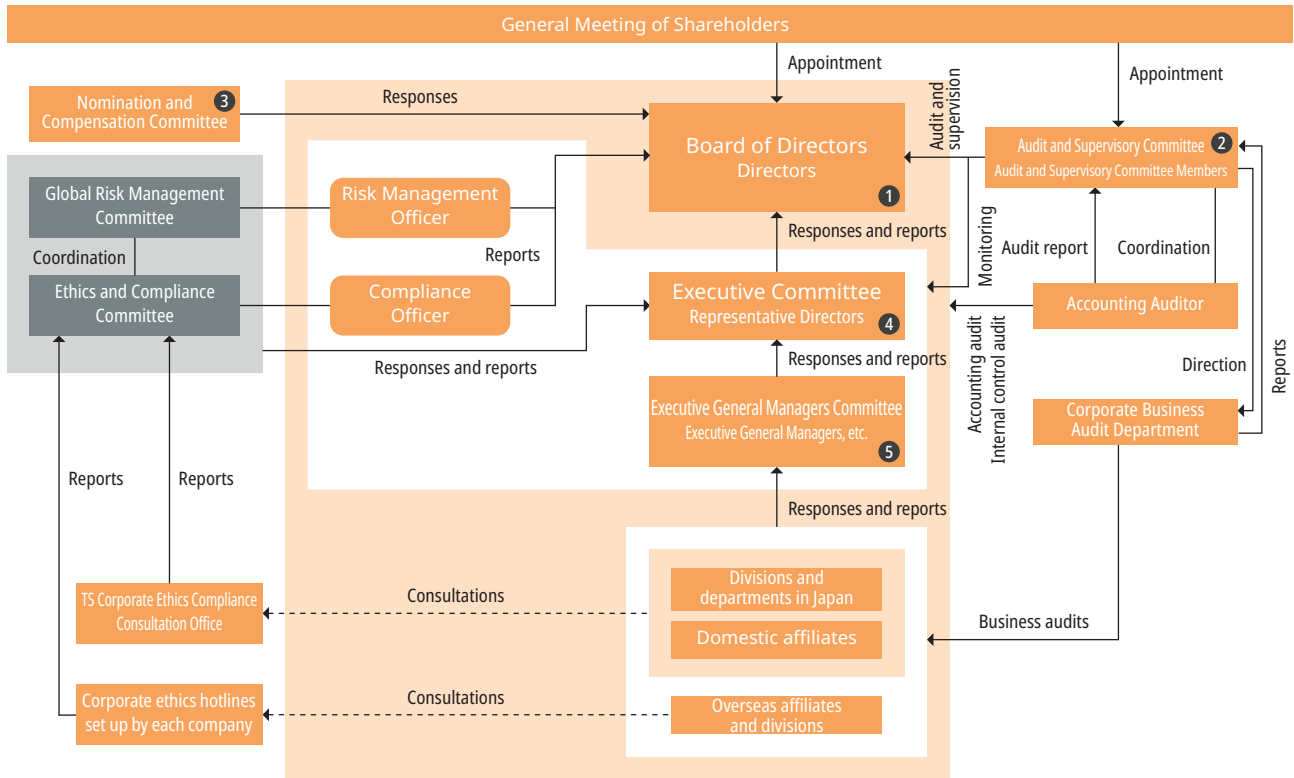 General Meeting of Shareholders
Appointment
Appointment
Nomination and
Compensation Committee
3
Responses
Board of Directors
Directors
1
Audit and
supervision
Audit and Supervisory Committee
2
Audit and Supervisory Committee Members
Global Risk Management
Committee
Risk Management
Officer
Coordination
Reports
Responses and reports
Monitoring
Audit report
Coordination
Ethics and Compliance
Committee
Compliance
Officer
Executive Committee
Representative Directors
4
Accounting Auditor
Responses and reports
Responses and reports
Accounting audit
Internal control audit
Direction
Reports
Executive General Managers Committee
Executive General Managers, etc.
5
Corporate Business
Audit Department
Reports
Reports
Responses and reports
TS Corporate Ethics Compliance
Consultation Office
Consultations
Divisions and
departments in Japan
Domestic affiliates
Business audits
Corporate ethics hotlines
set up by each company
Consultations
Overseas affiliates
and divisions